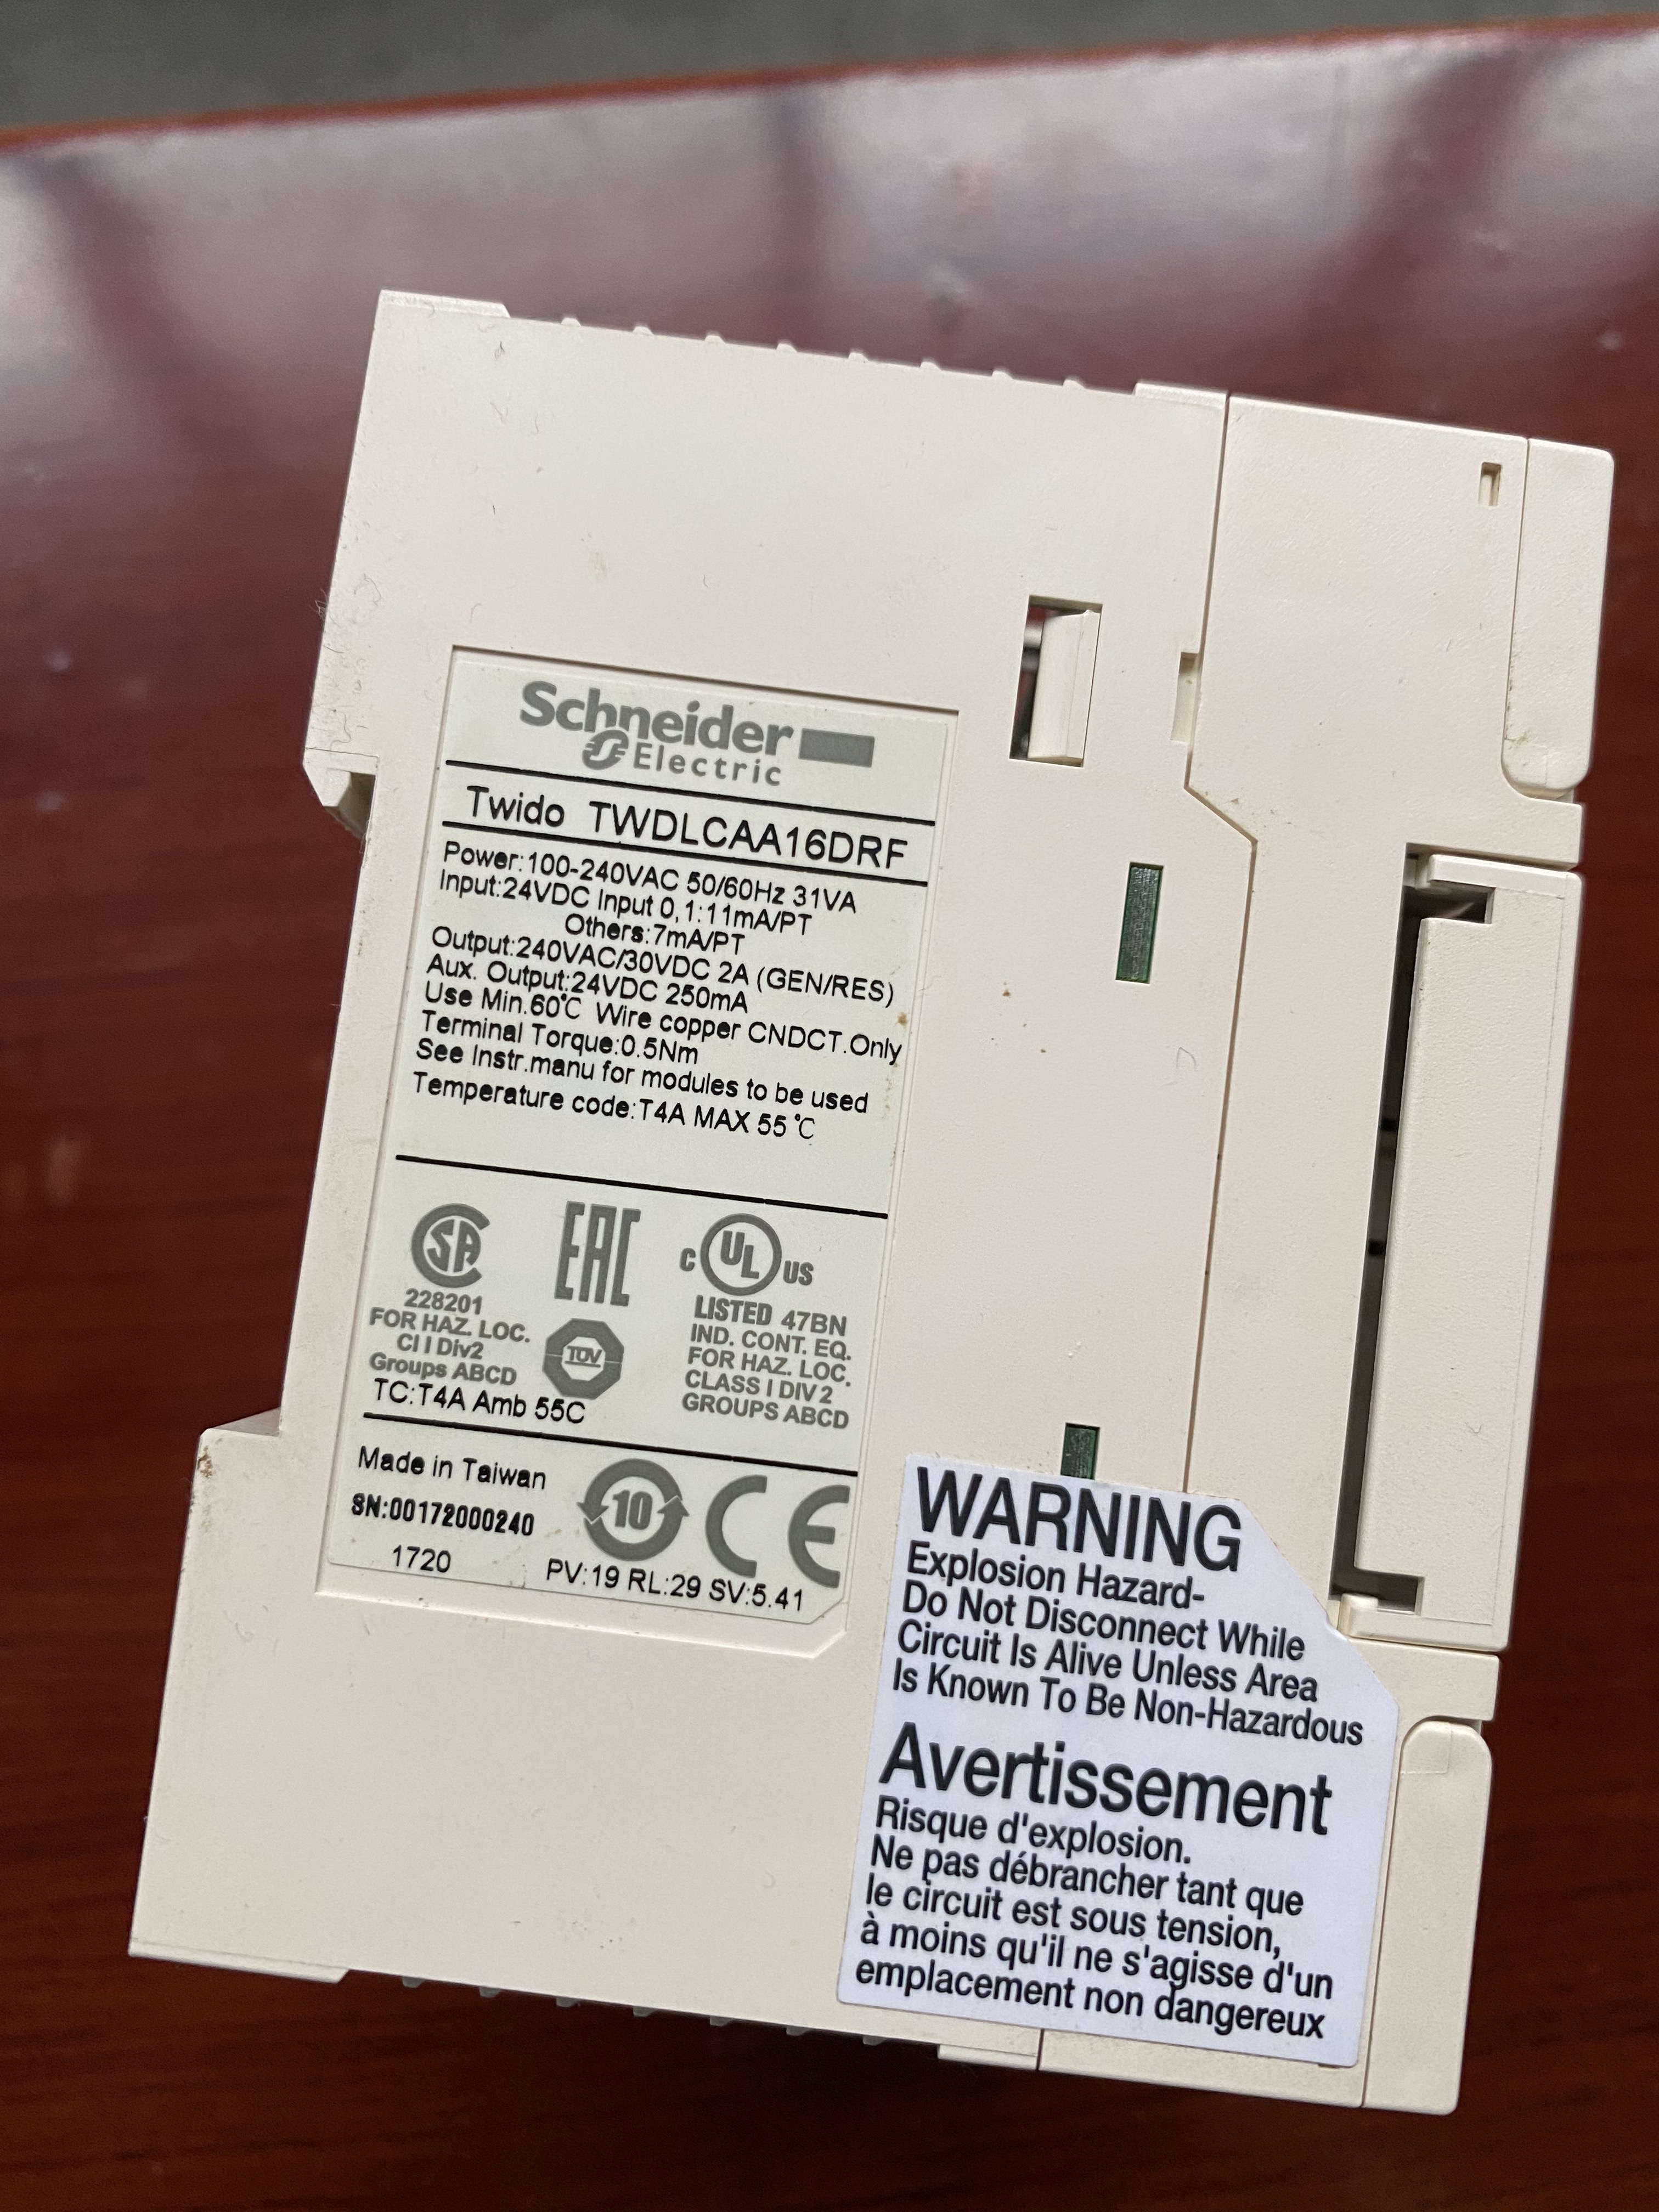 Schneider
Electric
Twido TWDLCAA16DRF
Power:100-240VAC 50/60Hz 31VA
Input:24VDC Input 0,1:11mA/PT
Others:7mA/PT
Output:240VAC/30VDC 2A (GEN/RES)
Aux. Output:24VDC 250mA
Use Min.60℃ Wire copper CNDCT.Only
Terminal Torque:0.5Nm
See Instr.manu for modules to be used
Temperature code:T4A MAX 55℃
SA
228201
FOR HAZ. LOC.
Cl I Div2
Groups ABCD
TC:T4A Amb 55C
EAC
TÜV
C UL US
LISTED 47BN
IND. CONT. EQ.
FOR HAZ. LOC.
CLASS I DIV 2
GROUPS ABCD
Made in Taiwan
SN:00172000240
1720
10
CE
PV:19 RL:29 SV:5.41
WARNING
Explosion Hazard-
Do Not Disconnect While
Circuit Is Alive Unless Area
Is Known To Be Non-Hazardous
Avertissement
Risque d'explosion.
Ne pas débrancher tant que
le circuit est sous tension,
à moins qu'il ne s'agisse d'un
emplacement non dangereux